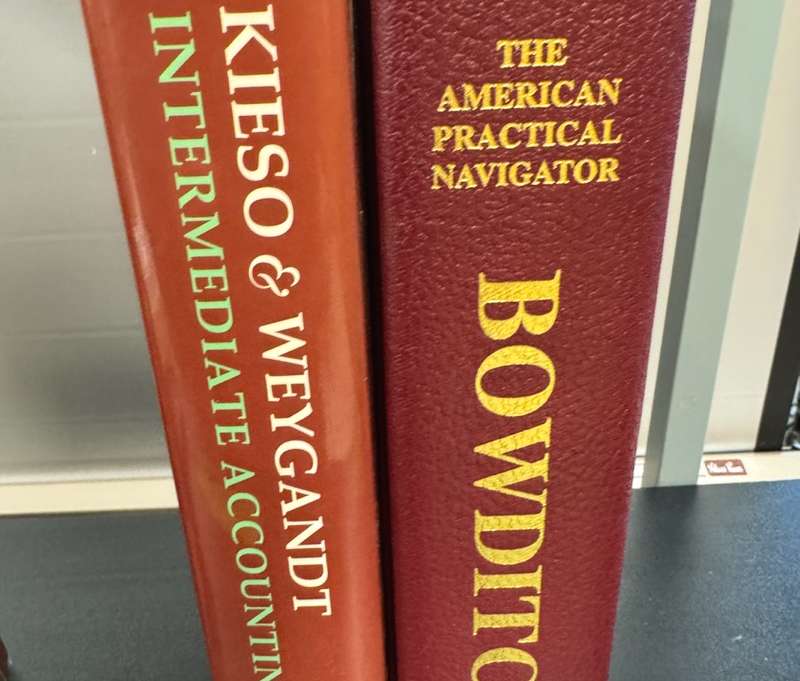 KIESO & WEYGANDT
INTERMEDIATE ACCOUNTIN
THE
AMERICAN
PRACTICAL
NAVIGATOR
BOWDITC